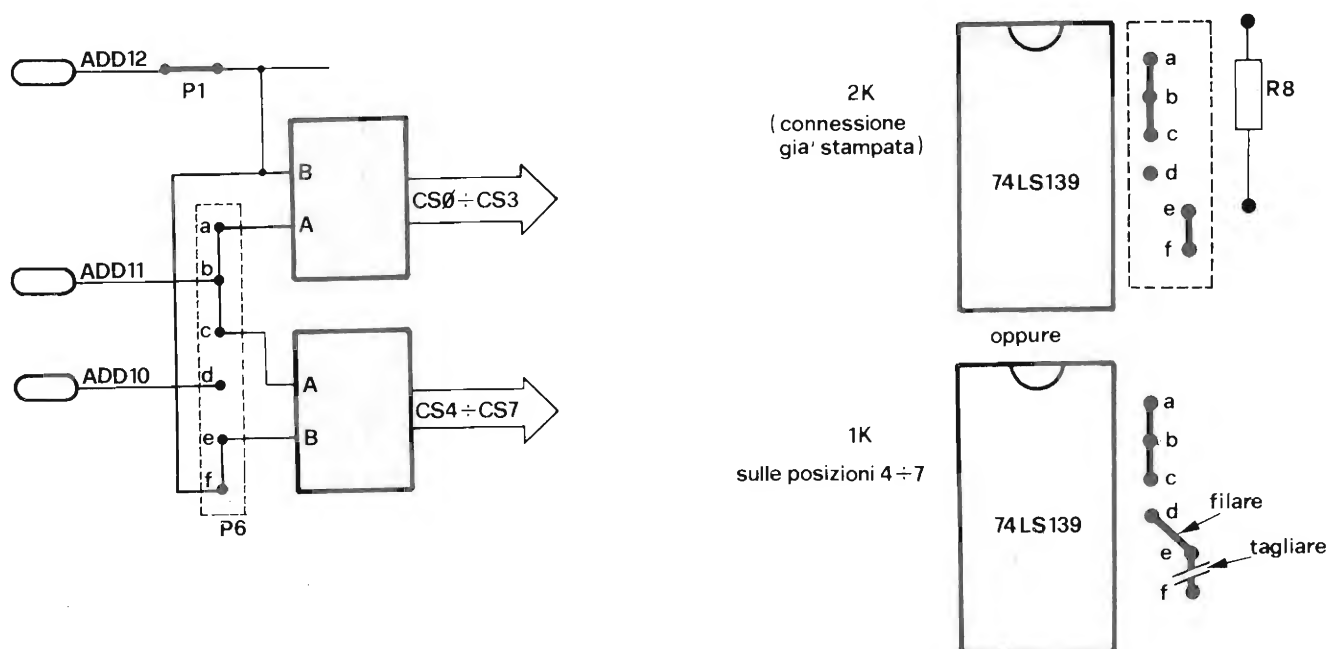 ADD12
P1
B
CSØ÷CS3
A
a
b
ADD11
c
A
d
ADD10
CS4÷CS7
e
B
f
P6
2K
(connessione
gia' stampata)
74LS139
a
b
c
d
e
f
R8
oppure
1K
sulle posizioni 4÷7
74LS139
a
b
c
d
filare
e
tagliare
f